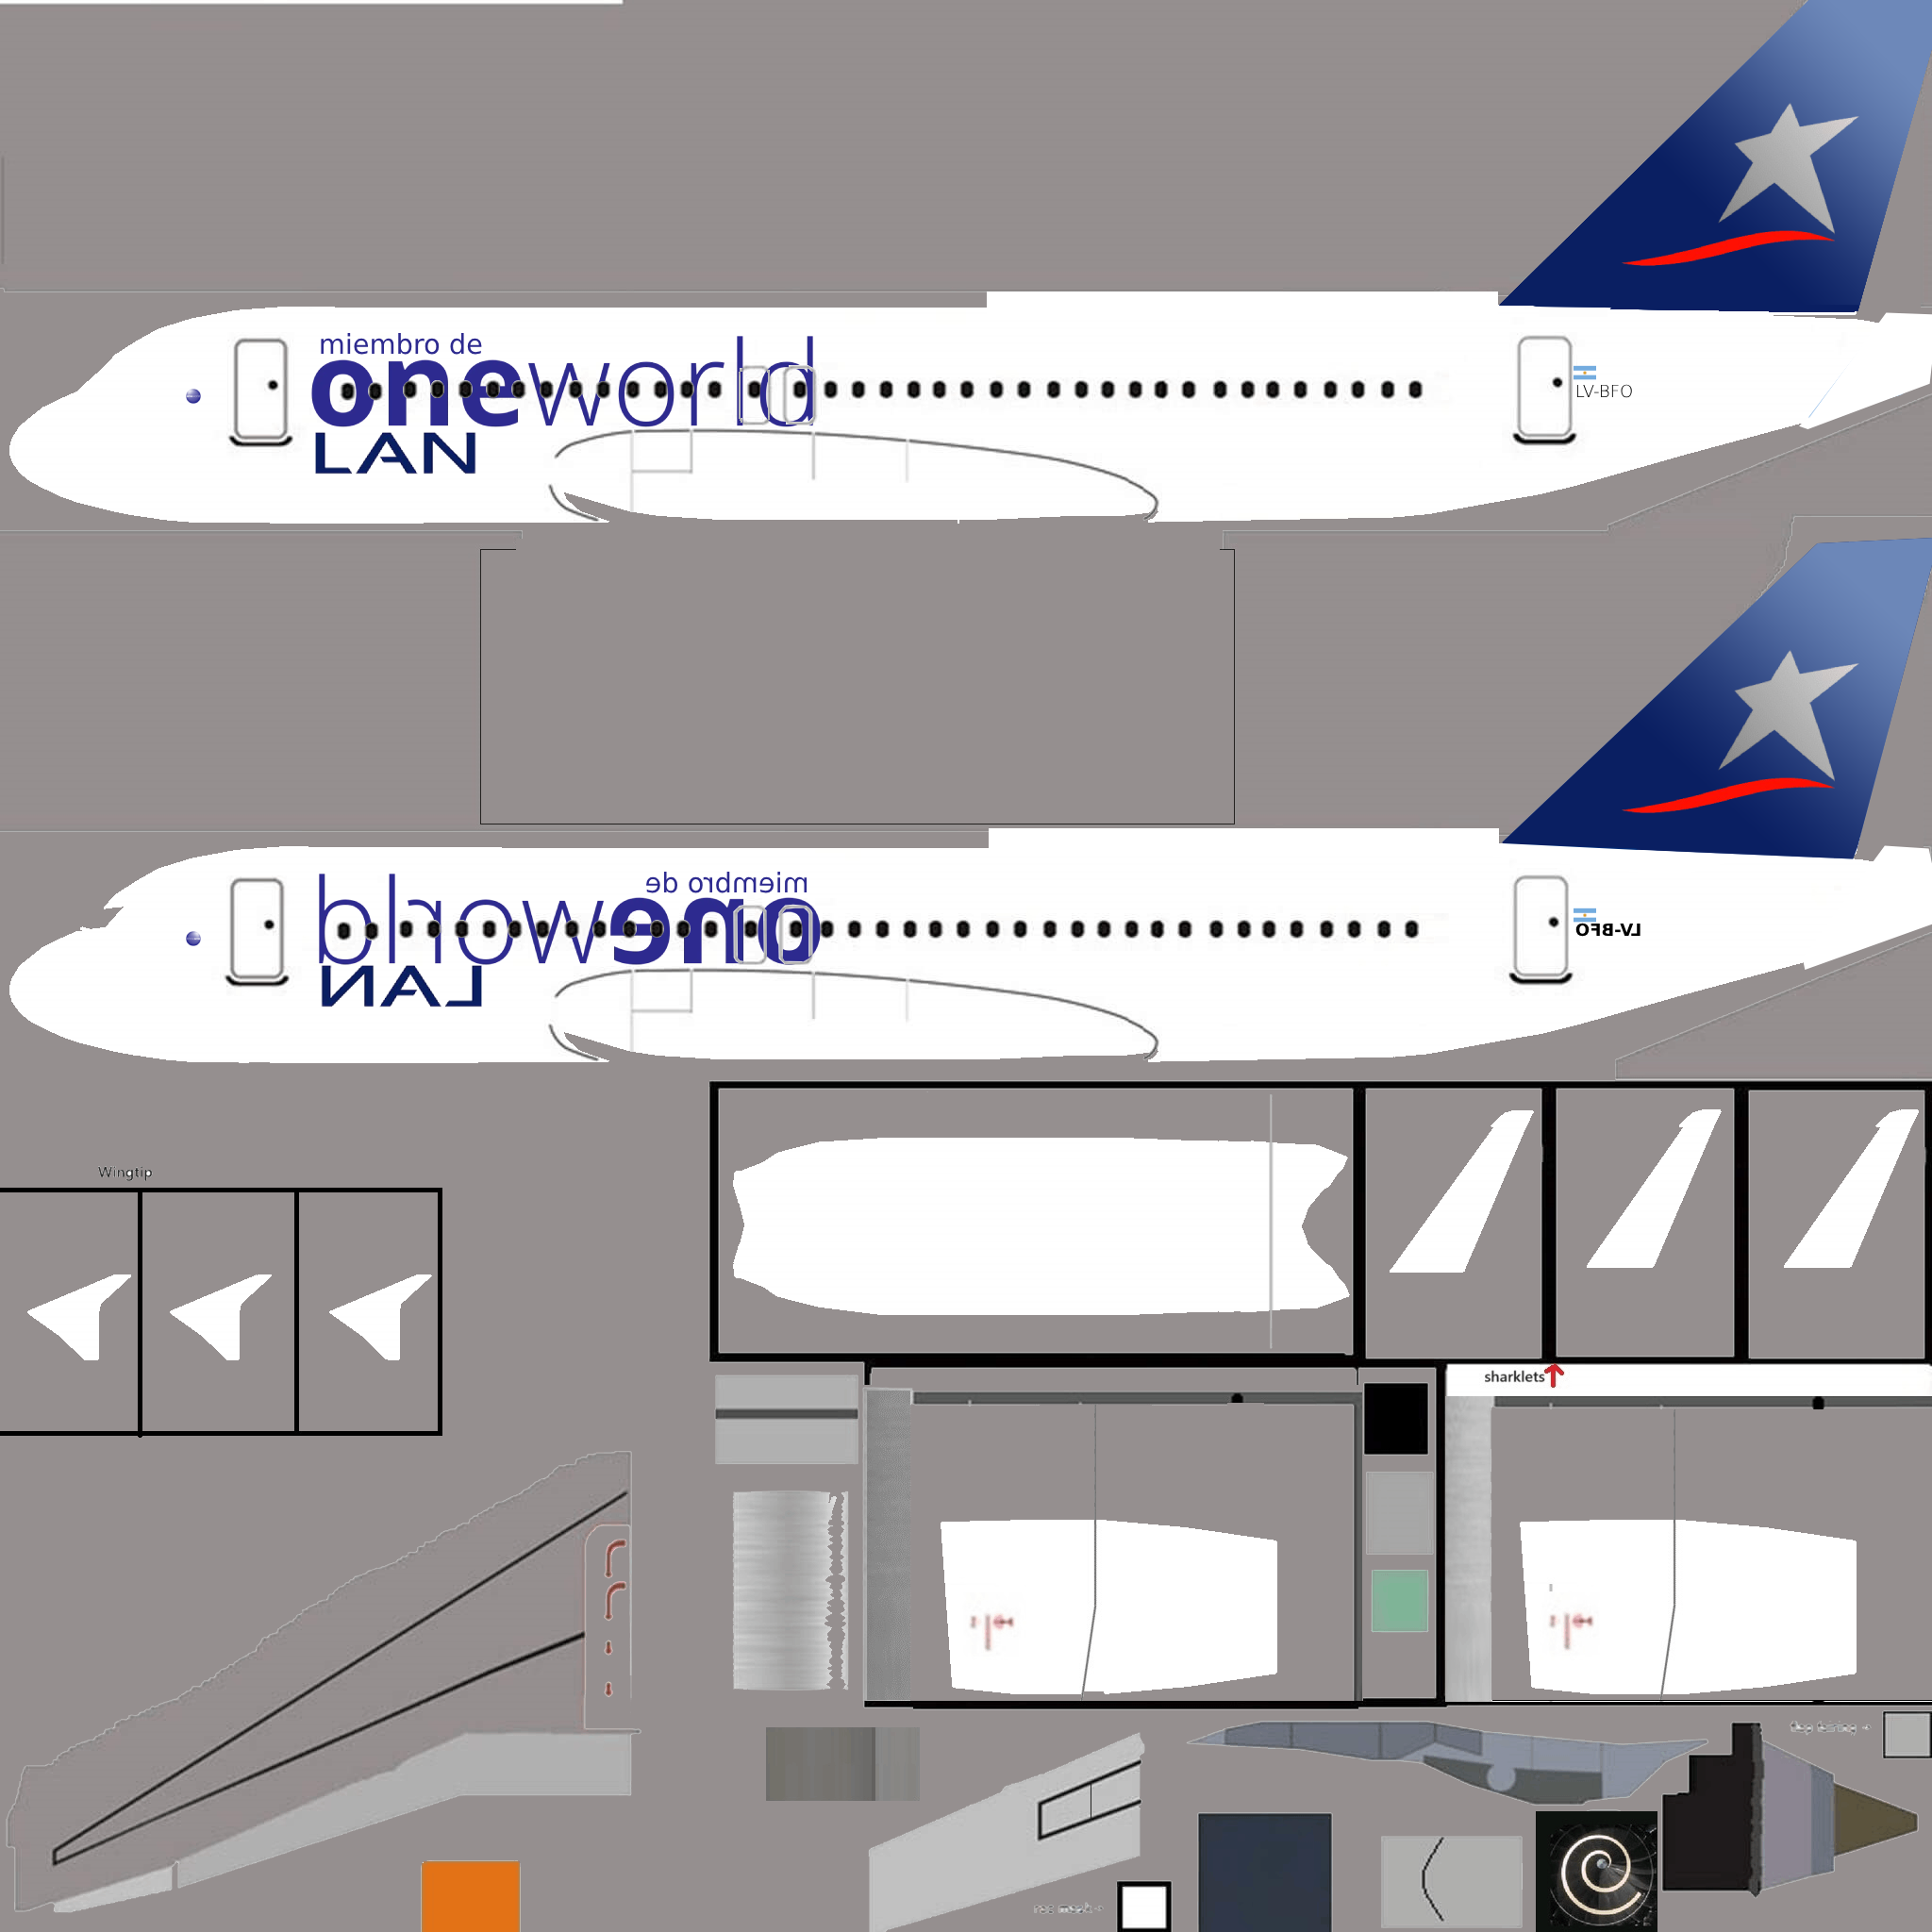 miembro de
oneworld
LAN
LV-BFO
miembro de
oneworld
LAN
LV-BFO
Wingtip
sharklets